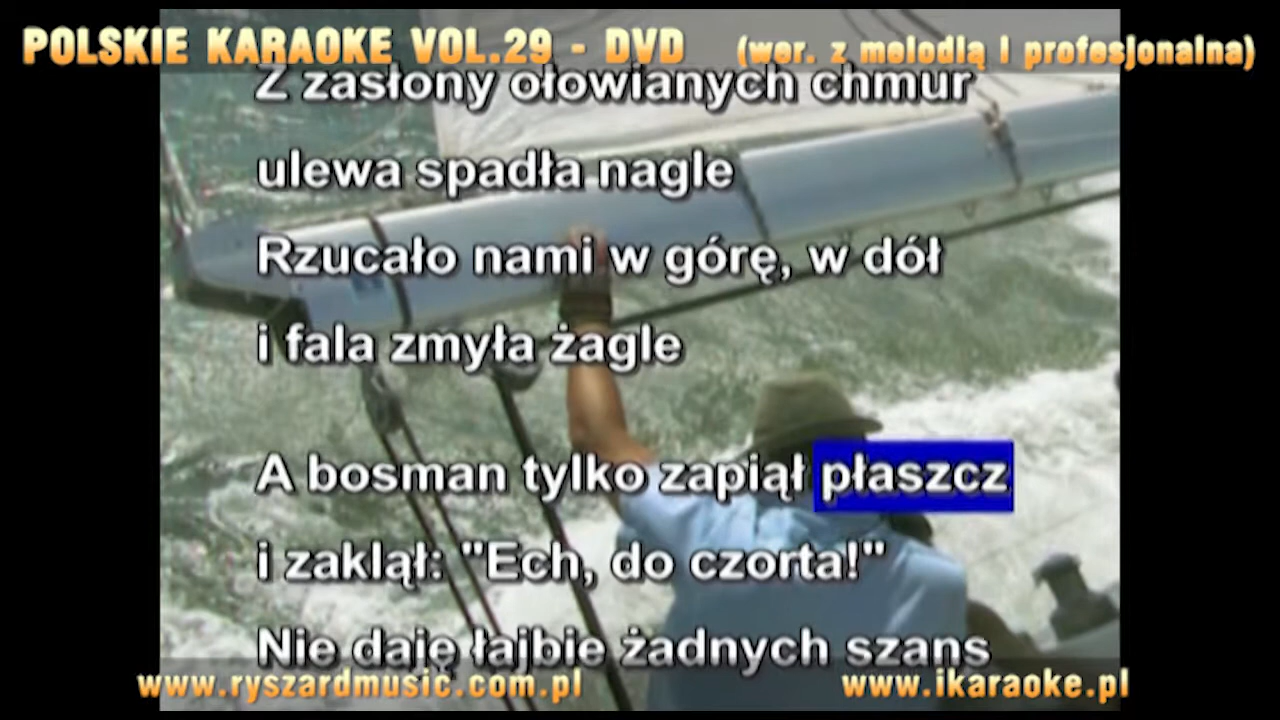 POLSKIE KARAOKE VOL.29 - DVD (wer. z melodią i profesjonalna)
Z zasłony ołowianych chmur
ulewa spadła nagle
Rzucało nami w górę, w dół
i fala zmyła żagle
A bosman tylko zapiął płaszcz
i zaklął: "Ech, do czorta!"
Nie daję łajbie żadnych szans
www.ryszardmusic.com.pl www.ikaraoke.pl